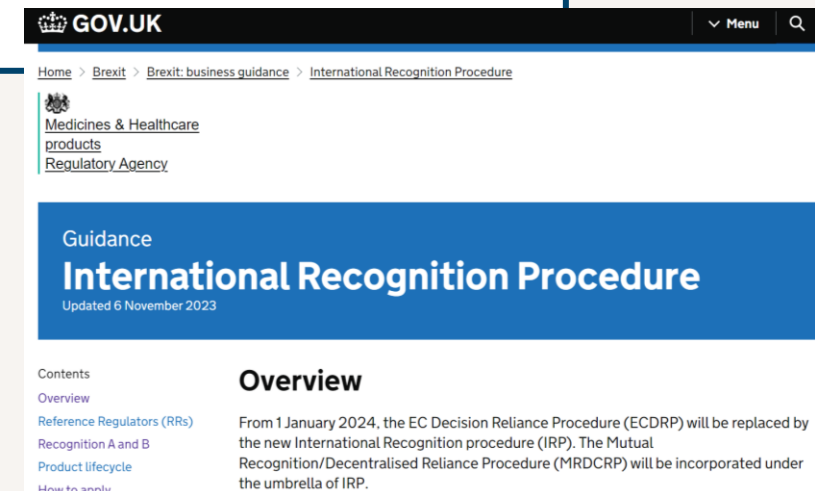 GOV.UK
Menu
Home > Brexit > Brexit: business guidance > International Recognition Procedure
Medicines & Healthcare
products
Regulatory Agency
Guidance
International Recognition Procedure
Updated 6 November 2023
Contents
Overview
Reference Regulators (RRs)
Recognition A and B
Product lifecycle
How to apply
Overview
From 1 January 2024, the EC Decision Reliance Procedure (ECDRP) will be replaced by
the new International Recognition procedure (IRP). The Mutual
Recognition/Decentralised Reliance Procedure (MRDCRP) will be incorporated under
the umbrella of IRP.